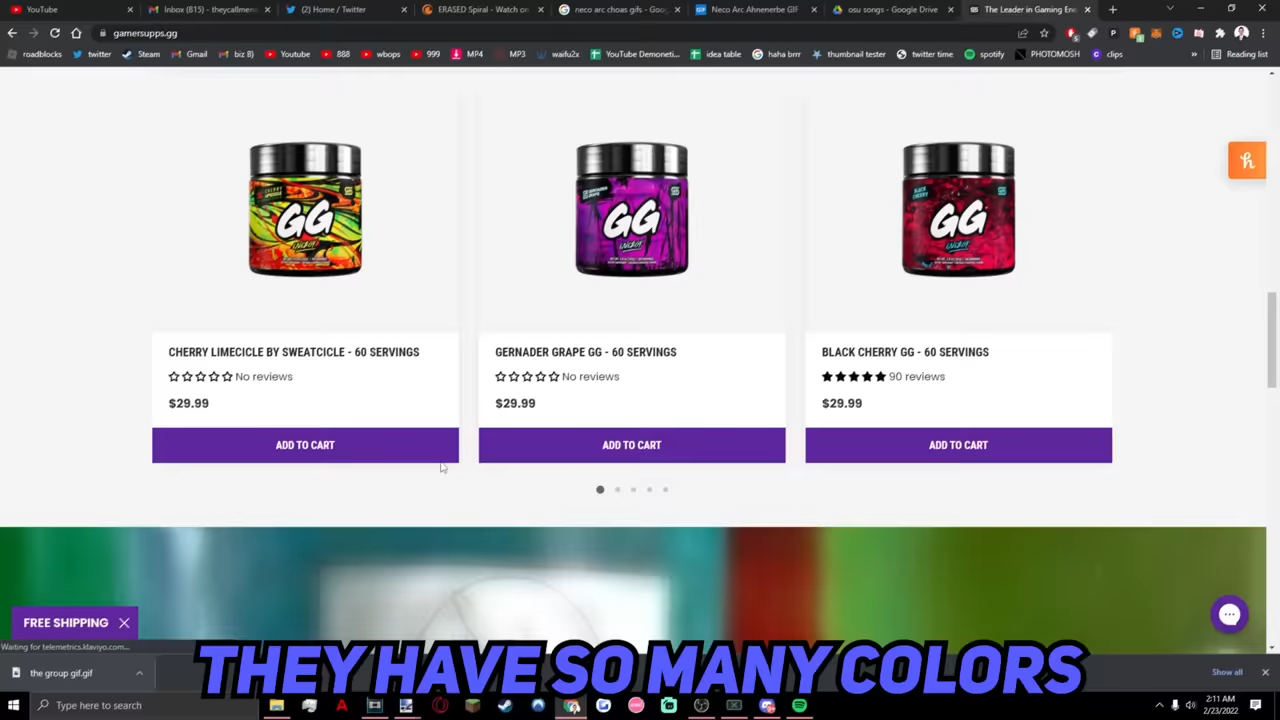 YouTube
Inbox (815) - theycallmen
(2) Home / Twitter
ERASED Spiral - Watch on
neco arc choas gifs - Goog
Neco Arc Ahnenerbe GIF
osu songs - Google Drive
The Leader in Gaming Ene
gamersupps.gg
roadblocks
twitter
Steam
Gmail
biz 8)
Youtube
888
wbops
999
MP4
MP3
waifu2x
YouTube Demoneti...
idea table
haha brrr
thumbnail tester
twitter time
spotify
PHOTOMOSH
clips
»
Reading list
CHERRY
GG
GG
GG
BLACK
CHERRY
CHERRY LIMECICLE BY SWEATCICLE - 60 SERVINGS
GERNADER GRAPE GG - 60 SERVINGS
BLACK CHERRY GG - 60 SERVINGS
No reviews
No reviews
90 reviews
$29.99
$29.99
$29.99
ADD TO CART
ADD TO CART
ADD TO CART
FREE SHIPPING
Waiting for telemetrics.klaviyo.com...
THEY HAVE SO MANY COLORS
the group gif.gif
Show all
Type here to search
2:11 AM
2/23/2022